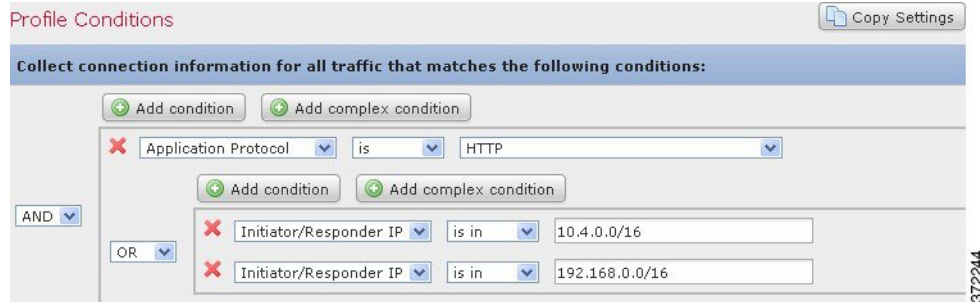 Profile Conditions
Copy Settings
Collect connection information for all traffic that matches the following conditions:
Add condition Add complex condition
Application Protocol is HTTP
Add condition Add complex condition
AND
Initiator/Responder IP is in 10.4.0.0/16
OR
Initiator/Responder IP is in 192.168.0.0/16
372244